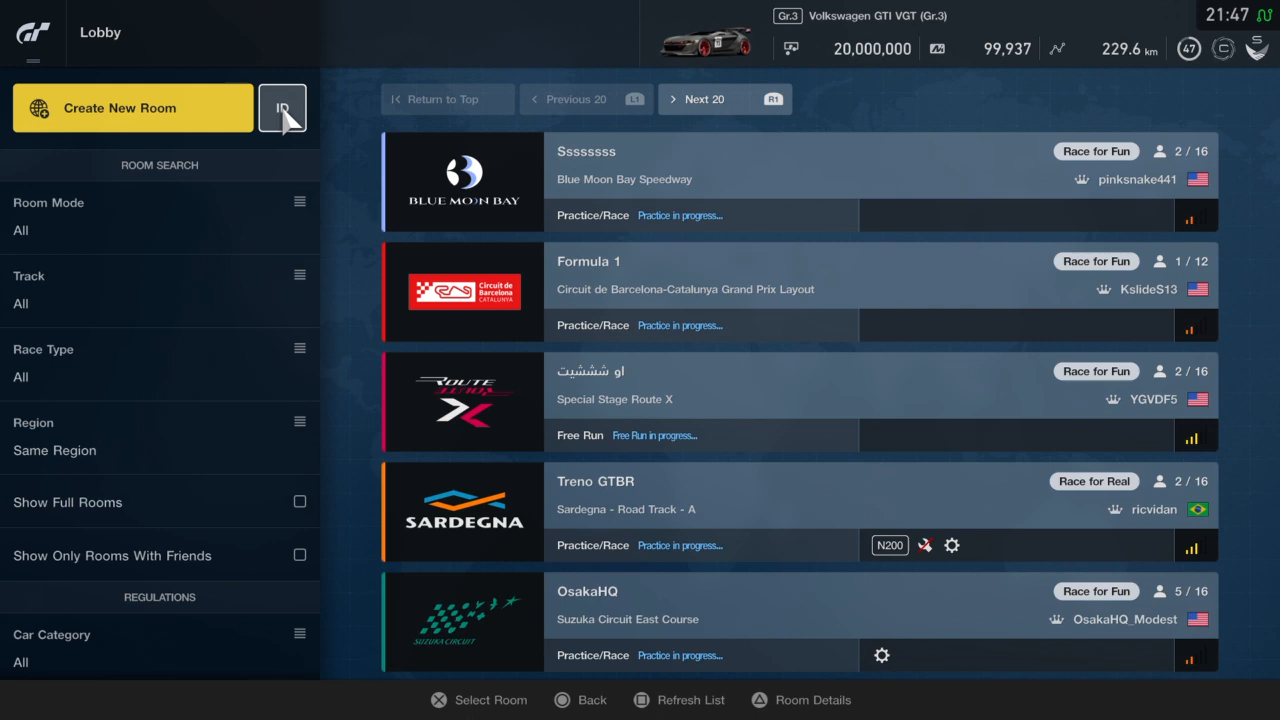 Lobby
Gr.3 Volkswagen GTI VGT (Gr.3)
21:47
20,000,000 99,937 229.6 km 47 C S
Create New Room ID
ROOM SEARCH
Room Mode
All
Track
All
Race Type
All
Region
Same Region
Show Full Rooms
Show Only Rooms With Friends
REGULATIONS
Car Category
All
Return to Top
Previous 20 L1
Next 20 R1
BLUE MOON BAY
Ssssssss
Race for Fun 2 / 16
Blue Moon Bay Speedway
pinksnake441
Practice/Race Practice in progress...
Circuit de
Barcelona
CATALUNYA
Formula 1
Race for Fun 1 / 12
Circuit de Barcelona-Catalunya Grand Prix Layout
KslideS13
Practice/Race Practice in progress...
ROUTE
X
او شششيت
Race for Fun 2 / 16
Special Stage Route X
YGVDF5
Free Run Free Run in progress...
SARDEGNA
Treno GTBR
Race for Real 2 / 16
Sardegna - Road Track - A
ricvidan
Practice/Race Practice in progress...
N200
SUZUKA CIRCUIT
OsakaHQ
Race for Fun 5 / 16
Suzuka Circuit East Course
OsakaHQ_Modest
Practice/Race Practice in progress...
Select Room Back Refresh List Room Details